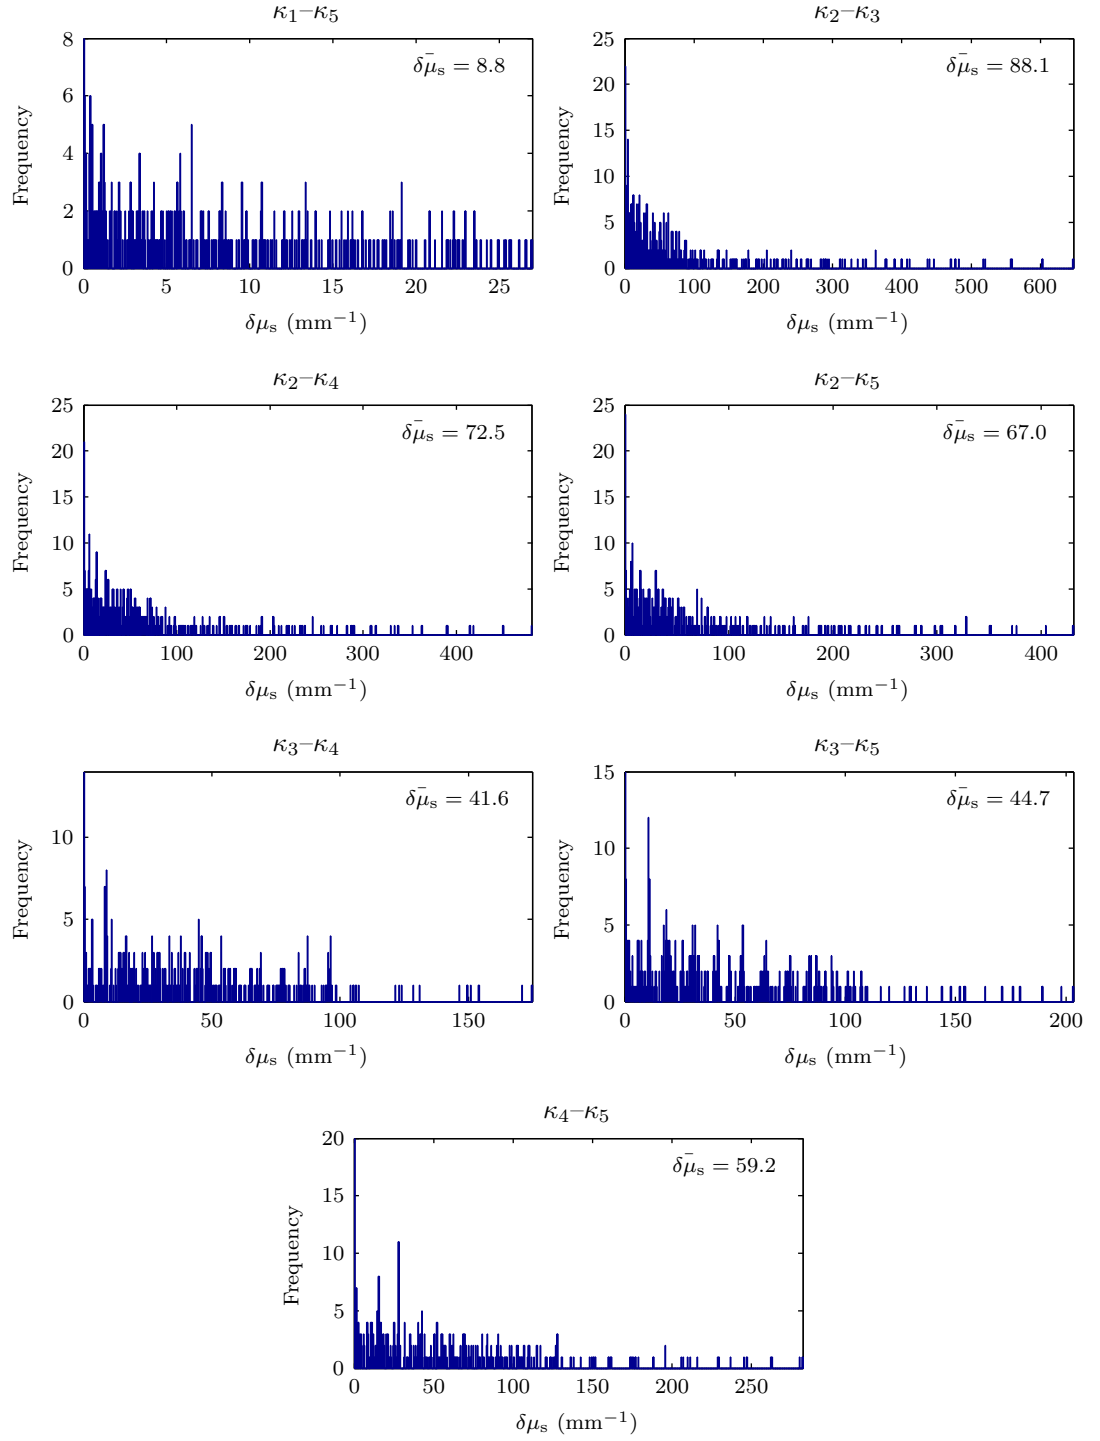 κ₁–κ₅
8
6
4
2
0
Frequency
δμ̄ₛ = 8.8
0 5 10 15 20 25
δμₛ (mm⁻¹)
κ₂–κ₃
25
20
15
10
5
0
Frequency
δμ̄ₛ = 88.1
0 100 200 300 400 500 600
δμₛ (mm⁻¹)
κ₂–κ₄
25
20
15
10
5
0
Frequency
δμ̄ₛ = 72.5
0 100 200 300 400
δμₛ (mm⁻¹)
κ₂–κ₅
25
20
15
10
5
0
Frequency
δμ̄ₛ = 67.0
0 100 200 300 400
δμₛ (mm⁻¹)
κ₃–κ₄
10
5
0
Frequency
δμ̄ₛ = 41.6
0 50 100 150
δμₛ (mm⁻¹)
κ₃–κ₅
15
10
5
0
Frequency
δμ̄ₛ = 44.7
0 50 100 150 200
δμₛ (mm⁻¹)
κ₄–κ₅
20
15
10
5
0
Frequency
δμ̄ₛ = 59.2
0 50 100 150 200 250
δμₛ (mm⁻¹)